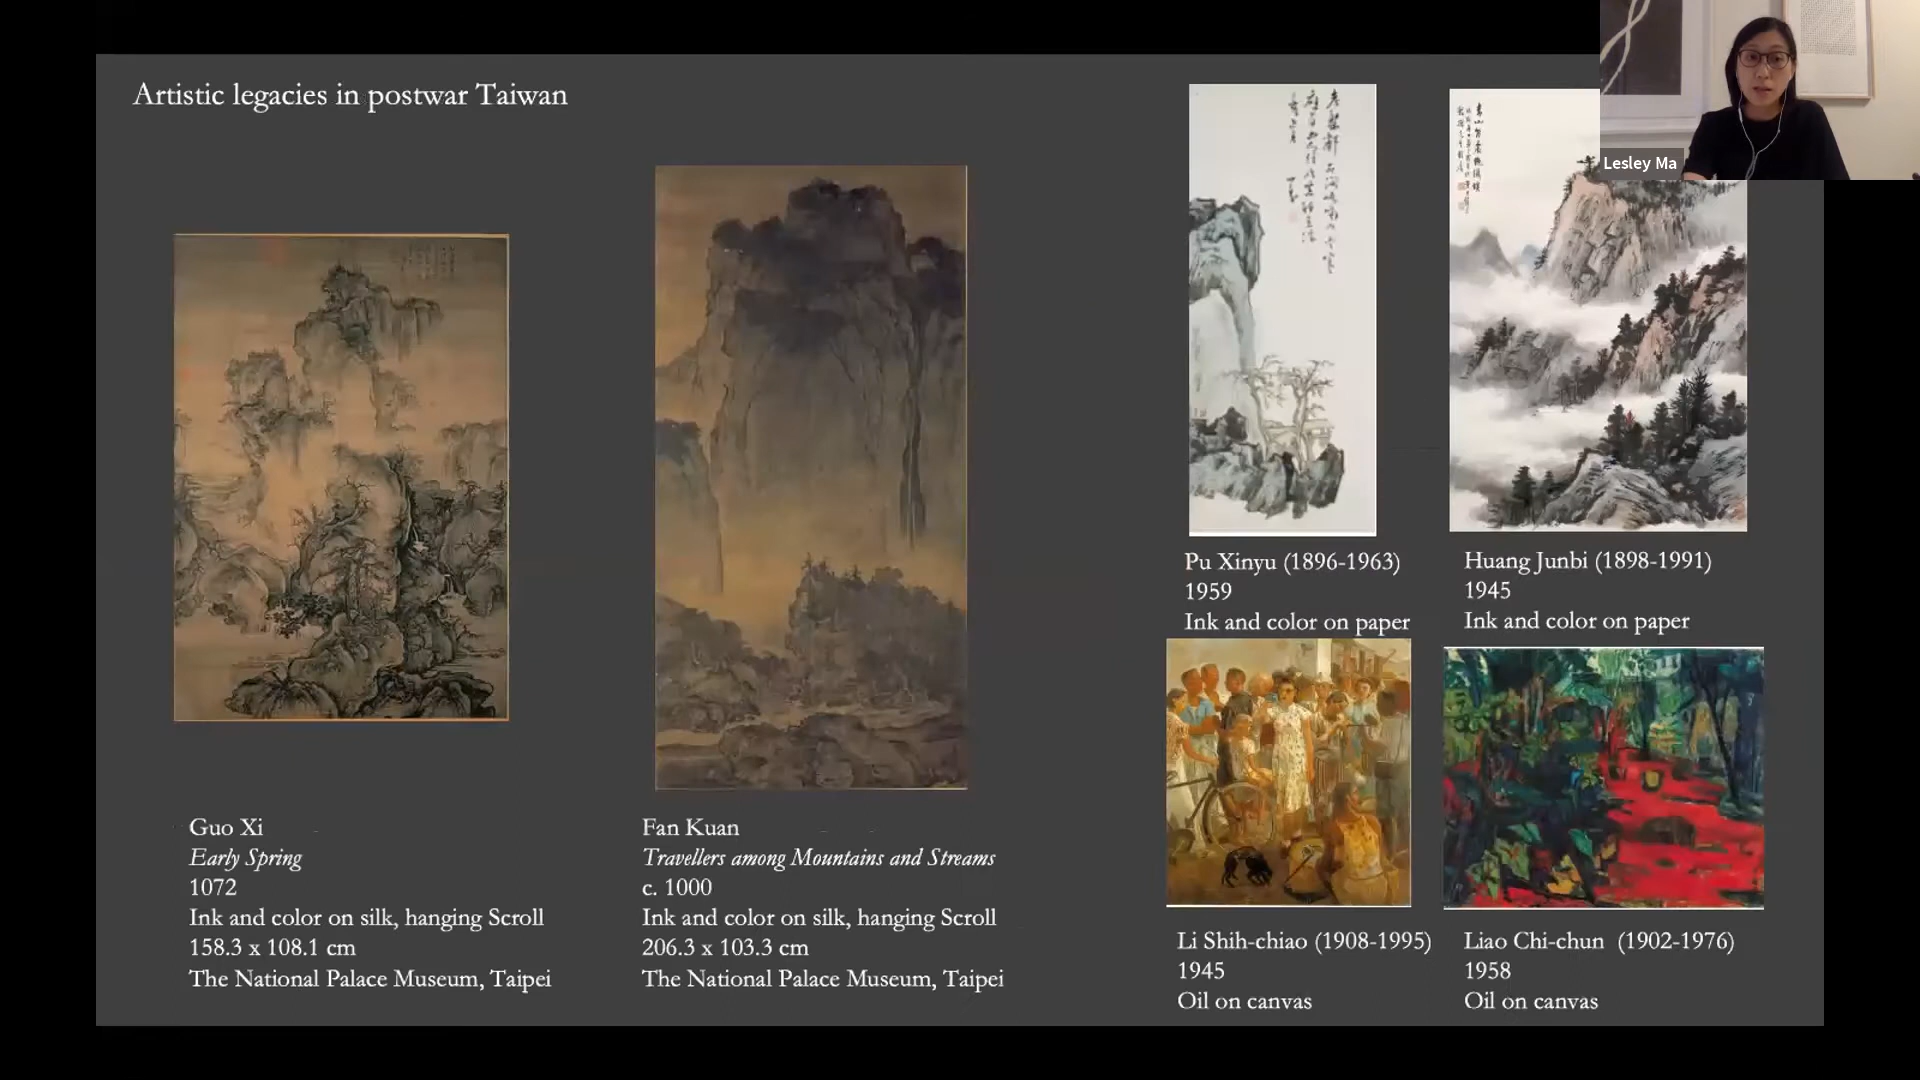 Artistic legacies in postwar Taiwan
Lesley Ma
Guo Xi
Early Spring
1072
Ink and color on silk, hanging Scroll
158.3 x 108.1 cm
The National Palace Museum, Taipei
Fan Kuan
Travellers among Mountains and Streams
c. 1000
Ink and color on silk, hanging Scroll
206.3 x 103.3 cm
The National Palace Museum, Taipei
Pu Xinyu (1896-1963)
1959
Ink and color on paper
Huang Junbi (1898-1991)
1945
Ink and color on paper
Li Shih-chiao (1908-1995)
1945
Oil on canvas
Liao Chi-chun (1902-1976)
1958
Oil on canvas